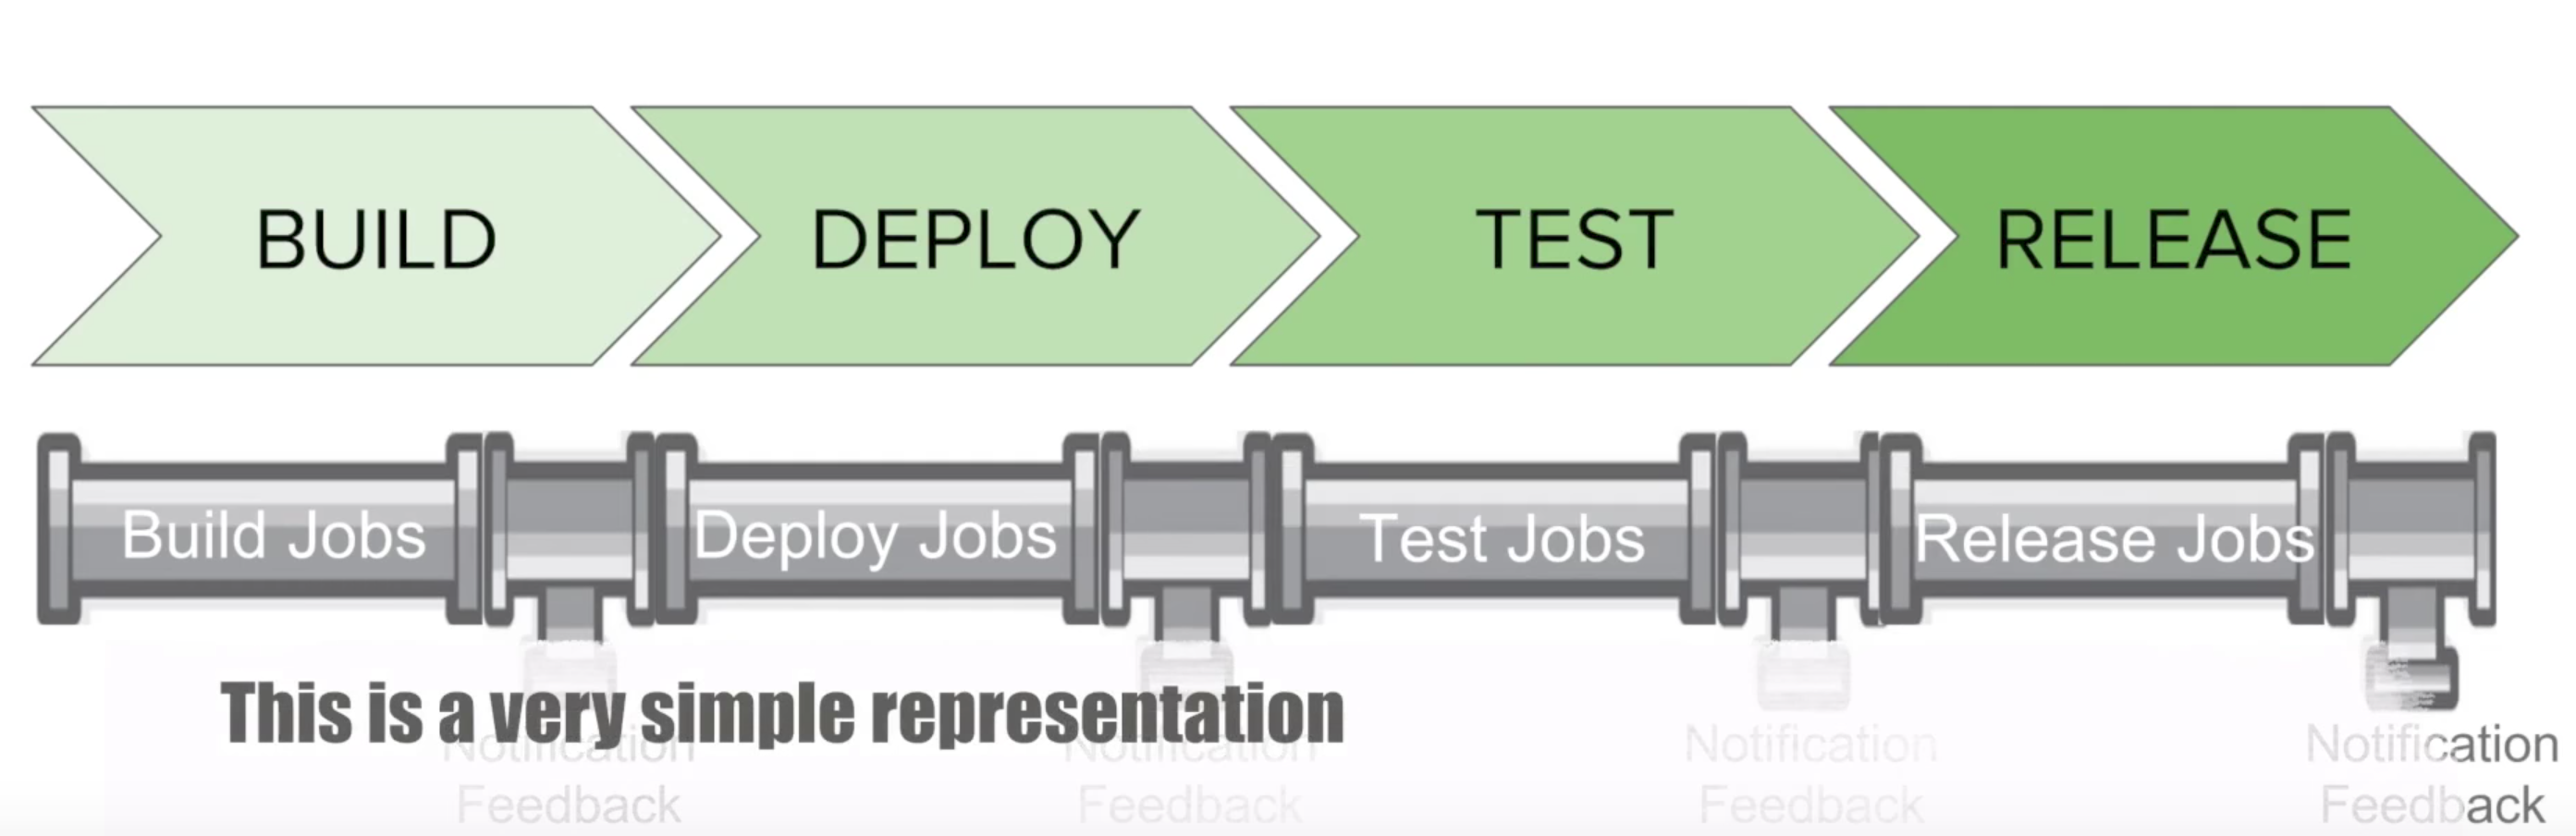 BUILD DEPLOY TEST RELEASE
Build Jobs Deploy Jobs Test Jobs Release Jobs
This is a very simple representation
Notification Notification Notification Notification
Feedback Feedback Feedback Feedback